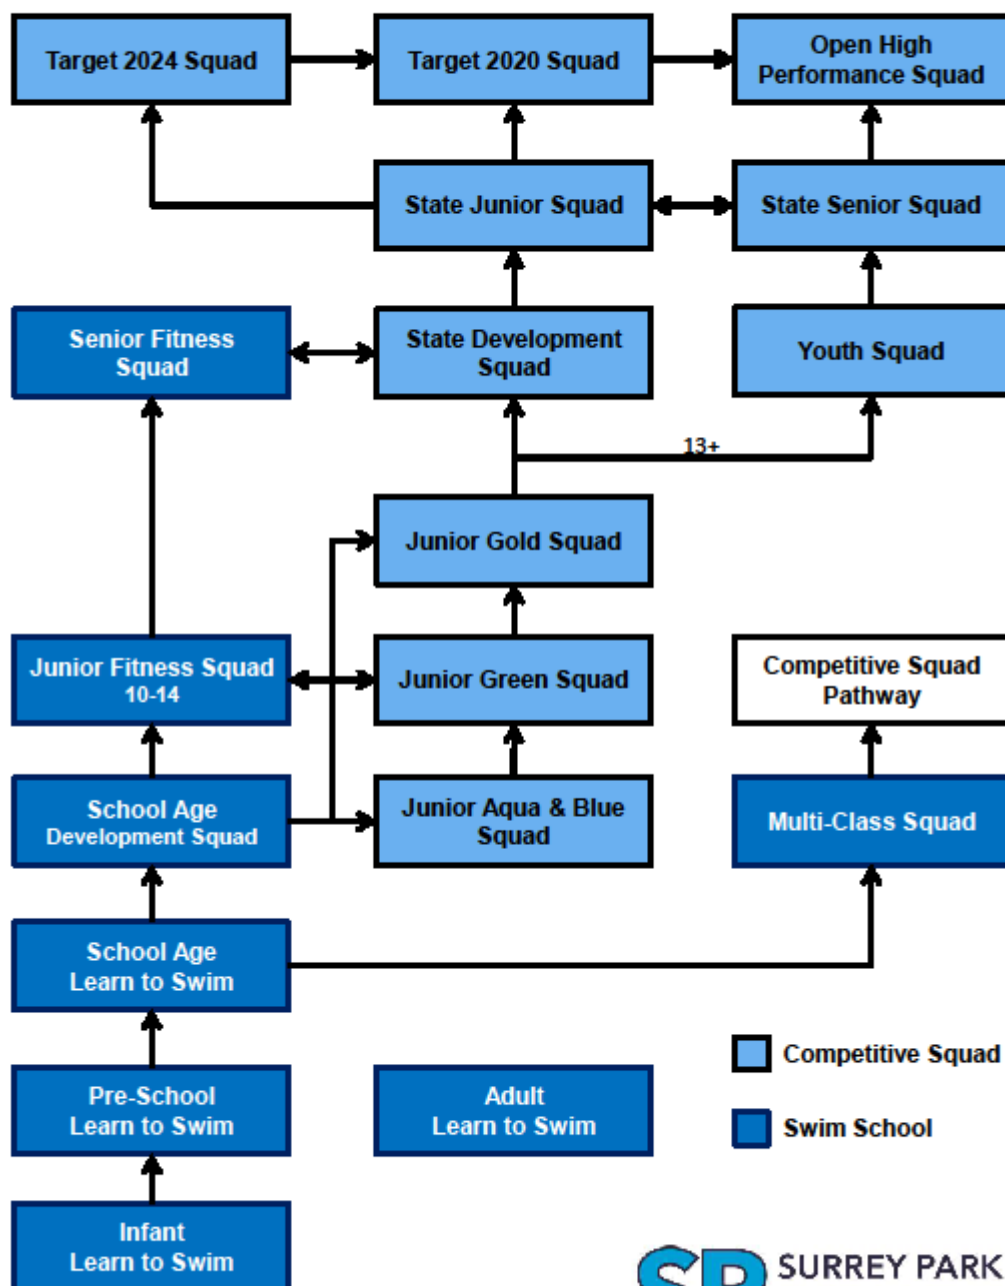 Target 2024 Squad
Target 2020 Squad
Open High
Performance Squad
State Junior Squad
State Senior Squad
Senior Fitness
Squad
State Development
Squad
Youth Squad
13+
Junior Gold Squad
Junior Fitness Squad
10-14
Junior Green Squad
Competitive Squad
Pathway
School Age
Development Squad
Junior Aqua & Blue
Squad
Multi-Class Squad
School Age
Learn to Swim
Competitive Squad
Pre-School
Learn to Swim
Adult
Learn to Swim
Swim School
Infant
Learn to Swim
SP
SURREY PARK